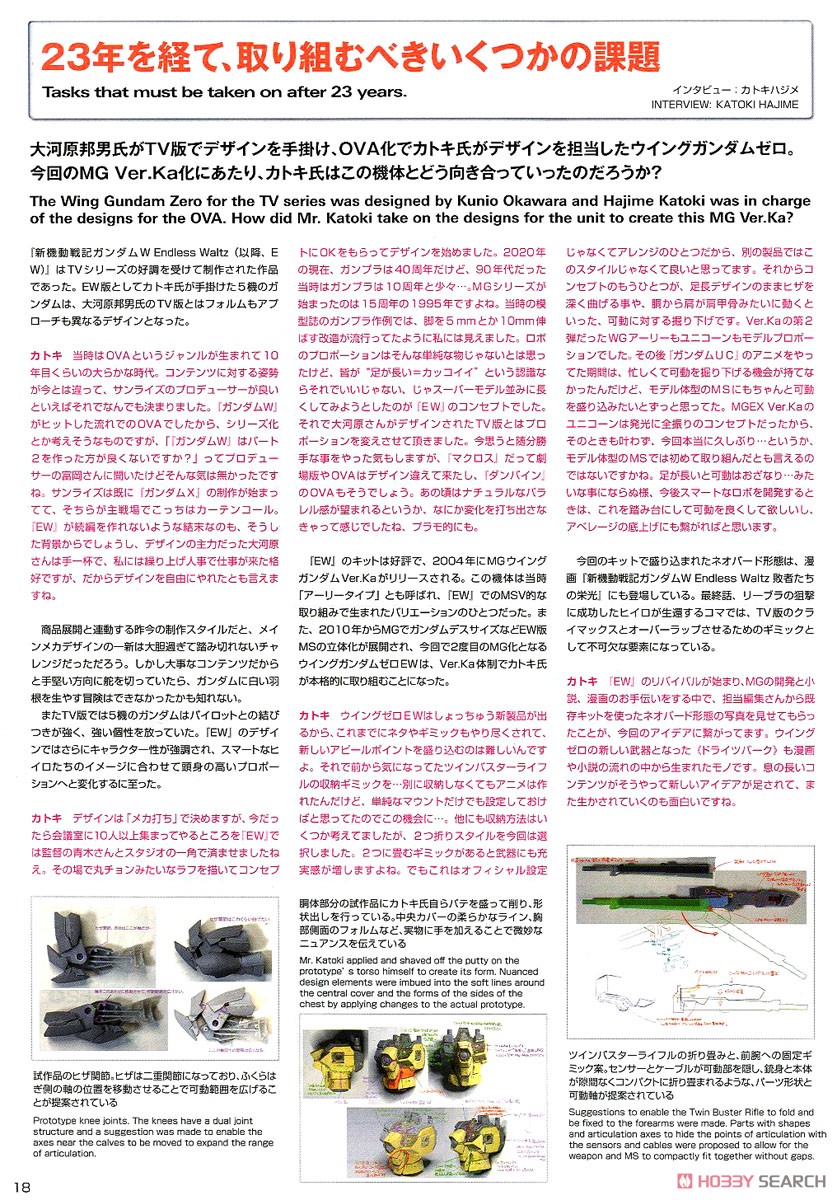 23年を経て、取り組むべきいくつかの課題
Tasks that must be taken on after 23 years.
インタビュー：カトキハジメ
INTERVIEW: KATOKI HAJIME
大河原邦男氏がTV版でデザインを手掛け、OVA化でカトキ氏がデザインを担当したウイングガンダムゼロ。
今回のMG Ver.Ka化にあたり、カトキ氏はこの機体とどう向き合っていったのだろうか？
The Wing Gundam Zero for the TV series was designed by Kunio Okawara and Hajime Katoki was in charge
of the designs for the OVA. How did Mr. Katoki take on the designs for the unit to create this MG Ver.Ka?
『新機動戦記ガンダムW Endless Waltz（以降、E
W）』はTVシリーズの好調を受けて制作された作品
であった。EW版としてカトキ氏が手掛けた5機のガ
ンダムは、大河原邦男氏のTV版とはフォルムもアプ
ローチも異なるデザインとなった。
カトキ　当時はOVAというジャンルが生まれて10
年目くらいの大らかな時代。コンテンツに対する姿勢
が今とは違って、サンライズのプロデューサーが良い
といえばそれでなんでも決まりました。『ガンダムW』
がヒットした流れでのOVAでしたから、シリーズ化
とか考えそうなものですが、「『ガンダムW』はパート
2を作った方が良くないですか？」ってプロデュー
サーの富岡さんに聞いたけどそんな気は無かったです
ね。サンライズは既に『ガンダムX』の制作が始まっ
てて、そちらが主戦場でこっちはカーテンコール。
『EW』が続編を作れないような結末なのも、そうし
た背景からでしょうし、デザインの主力だった大河原
さんは手一杯で、私には繰り上げ人事で仕事が来た格
好ですが、だからデザインを自由にやれたとも言えま
すね。
商品展開と連動する昨今の制作スタイルだと、メイ
ンメカデザインの一新は大胆過ぎて踏み切れないチャ
レンジだっただろう。しかし大事なコンテンツだから
と手堅い方向に舵を切っていたら、ガンダムに白い羽
根を生やす冒険はできなかったかも知れない。
またTV版では5機のガンダムはパイロットとの結び
つきが強く、強い個性を放っていた。『EW』のデザイ
ンではさらにキャラクター性が強調され、スマートなヒ
イロたちのイメージに合わせて頭身の高いプロポー
ションへと変化するに至った。
カトキ　デザインは「メカ打ち」で決めますが、今だっ
たら会議室に10人以上集まってやるところを『EW』で
は監督の青木さんとスタジオの一角で済ませましたね
え。その場で丸チョンみたいなラフを描いてコンセプ
トにOKをもらってデザインを始めました。2020年
の現在、ガンプラは40周年だけど、90年代だった
当時はガンプラは10周年と少々…。MGシリーズが
始まったのは15周年の1995年ですよね。当時の模
型誌のガンプラ作例では、脚を5mmとか10mm伸
ばす改造が流行ってたように私には見えました。ロボ
のプロポーションはそんな単純な物じゃないとは思っ
たけど、皆が“足が長い＝カッコイイ”という認識な
らそれでいいじゃない、じゃスーパーモデル並みに長
くしてみようとしたのが『EW』のコンセプトでした。
それで大河原さんがデザインされたTV版とはプロ
ポーションを変えさせて頂きました。今思うと随分勝
手な事をやった気もしますが、『マクロス』だって劇
場版やOVAはデザイン違えて来たし、『ダンバイン』
のOVAもそうでしょう。あの頃はナチュラルなパラ
レル感が望まれるというか、なにか変化を打ち出さな
きゃって感じでしたね、プラモ的にも。
『EW』のキットは好評で、2004年にMGウイング
ガンダムVer.Kaがリリースされる。この機体は当時
「アーリータイプ」とも呼ばれ、『EW』でのMSV的な
取り組みで生まれたバリエーションのひとつだった。ま
た、2010年からMGでガンダムデスサイズなどEW版
MSの立体化が展開され、今回で2度目のMG化となる
ウイングガンダムゼロEWは、Ver.Ka体制でカトキ氏
が本格的に取り組むことになった。
カトキ　ウイングゼロEWはしょっちゅう新製品が出
るから、これまでにネタやギミックもやり尽くされて、
新しいアピールポイントを盛り込むのは難しいんです
よ。それで前から気になってたツインバスターライフ
ルの収納ギミックを…別に収納しなくてもアニメは作
れたんだけど、単純なマウントだけでも設定しておけ
ばと思ってたのでこの機会に…。他にも収納方法はい
くつか考えてましたが、2つ折りスタイルを今回は選
択しました。2つに畳むギミックがあると武器にも充
実感が増しますよね。でもこれはオフィシャル設定
じゃなくてアレンジのひとつだから、別の製品ではこ
のスタイルじゃなくて良いと思ってます。それからコ
ンセプトのもうひとつが、足長デザインのままヒザを
深く曲げる事や、胴から肩が肩甲骨みたいに動くと
いった、可動に対する掘り下げです。Ver.Kaの第2
弾だったWGアーリーもユニコーンもモデルプロポー
ションでした。その後『ガンダムUC』のアニメをやっ
てた期間は、忙しくて可動を掘り下げる機会が持てな
かったんだけど、モデル体型のMSにもちゃんと可動
を盛り込みたいとずっと思ってた。MGEX Ver.Kaの
ユニコーンは発光に全振りのコンセプトだったから、
そのときも叶わず、今回本当に久しぶり…というか、
モデル体型のMSでは初めて取り組んだとも言えるの
ではないですかね。足が長いと可動はおざなり…みた
いな事にならぬ様、今後スマートなロボを開発すると
きは、これを踏み台にして可動を良くして欲しいし、
アベレージの底上げにも繋がればと思います。
今回のキットで盛り込まれたネオバード形態は、漫
画『新機動戦記ガンダムW Endless Waltz 敗者たち
の栄光』にも登場している。最終話、リーブラの狙撃
に成功したヒイロが生還するコマでは、TV版のクラ
イマックスとオーバーラップさせるためのギミックと
して不可欠な要素になっている。
カトキ　『EW』のリバイバルが始まり、MGの開発と小
説、漫画のお手伝いをする中で、担当編集さんから既
存キットを使ったネオバード形態の写真を見せてもらっ
たことが、今回のアイデアに繋がってます。ウイング
ゼロの新しい武器となった《ドライツバーク》も漫画
や小説の流れの中から生まれたモノです。息の長いコ
ンテンツがそうやって新しいアイデアが足されて、ま
た生かされていくのも面白いですね。
試作品のヒザ関節。ヒザは二重関節になっており、ふくらは
ぎ側の軸の位置を移動させることで可動範囲を広げるこ
とが提案されている
Prototype knee joints. The knees have a dual joint
structure and a suggestion was made to enable the
axes near the calves to be moved to expand the range
of articulation.
胴体部分の試作品にカトキ氏自らパテを盛って削り、形
状出しを行っている。中央カバーの柔らかなライン、胸
部側面のフォルムなど、実物に手を加えることで微妙な
ニュアンスを伝えている
Mr. Katoki applied and shaved off the putty on the
prototype's torso himself to create its form. Nuanced
design elements were imbued into the soft lines around
the central cover and the forms of the sides of the
chest by applying changes to the actual prototype.
ツインバスターライフルの折り畳みと、前腕への固定ギ
ミック案。センサーとケーブルが可動部を隠し、銃身と本体
が隙間なくコンパクトに折り畳まれるような、パーツ形状と
可動軸が提案されている
Suggestions to enable the Twin Buster Rifle to fold and
be fixed to the forearms were made. Parts with shapes
and articulation axes to hide the points of articulation with
the sensors and cables were proposed to allow for the
weapon and MS to compactly fit together without gaps.
18
HOBBY SEARCH